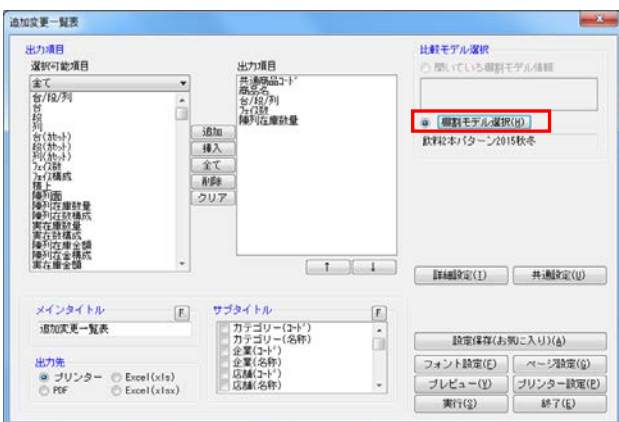 追加変更一覧表
出力項目
選択可能項目
全て
台/段/列
台
段
列
台(カセット)
段(カセット)
列(カセット)
フェイス数
フェイス構成
積上
陳列面
陳列在庫数量
陳列在数構成
実在庫数量
実在数構成
陳列在庫金額
陳列在金構成
実在庫金額
追加
挿入
全て
削除
クリア
出力項目
共通商品コード
商品名
台/段/列
フェイス数
陳列在庫数量
↑
↓
比較モデル選択
開いている棚割モデル情報
棚割モデル選択(H)
飲料2本パターン2015秋冬
詳細設定(I)
共通設定(U)
メインタイトル
F
追加変更一覧表
サブタイトル
F
カテゴリー(コード)
カテゴリー(名称)
企業(コード)
企業(名称)
店舗(コード)
店舗(名称)
出力先
プリンター
Excel(xls)
PDF
Excel(xlsx)
設定保存(お気に入り)(A)
フォント設定(F)
ページ設定(G)
プレビュー(V)
プリンター設定(P)
実行(S)
終了(E)